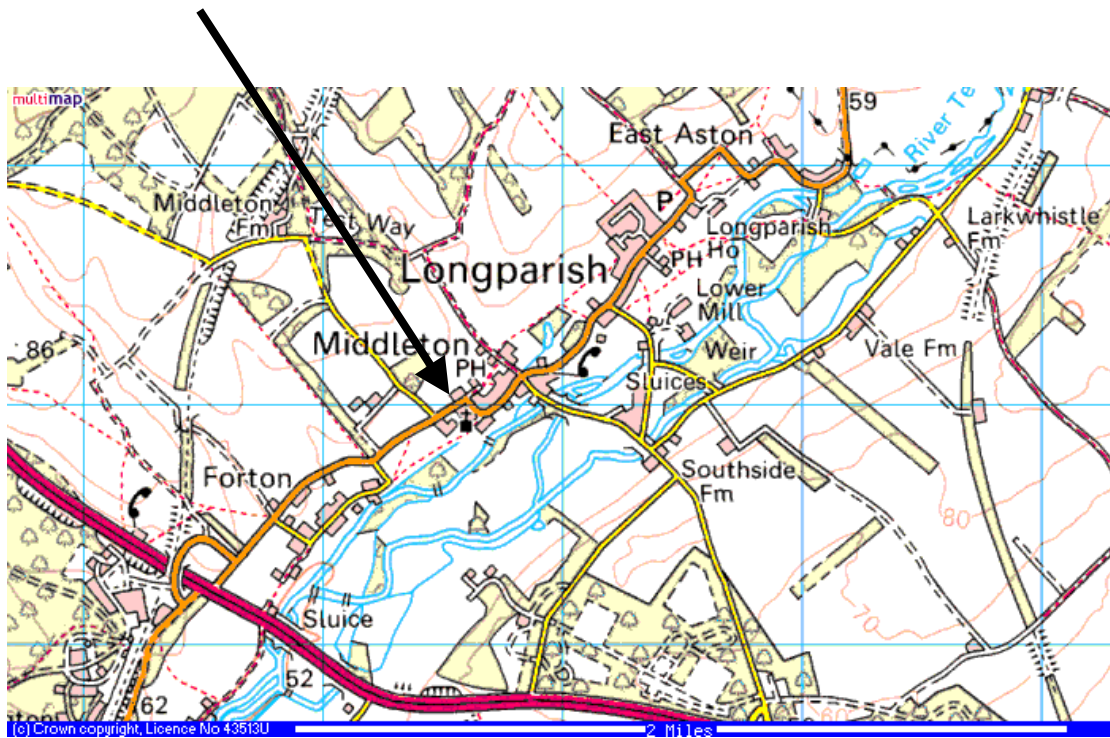 multimap
59
River Te
East Aston
Middleton
Fm
Test Way
P
Longparish
Ho
Larkwhistle
Fm
PH
Longparish
Lower
Mill
86
Middleton
PH
Weir
Vale Fm
Sluices
Forton
Southside
Fm
80
70
Sluice
52
62
60
(c) Crown copyright, Licence No 43513U
2 Miles